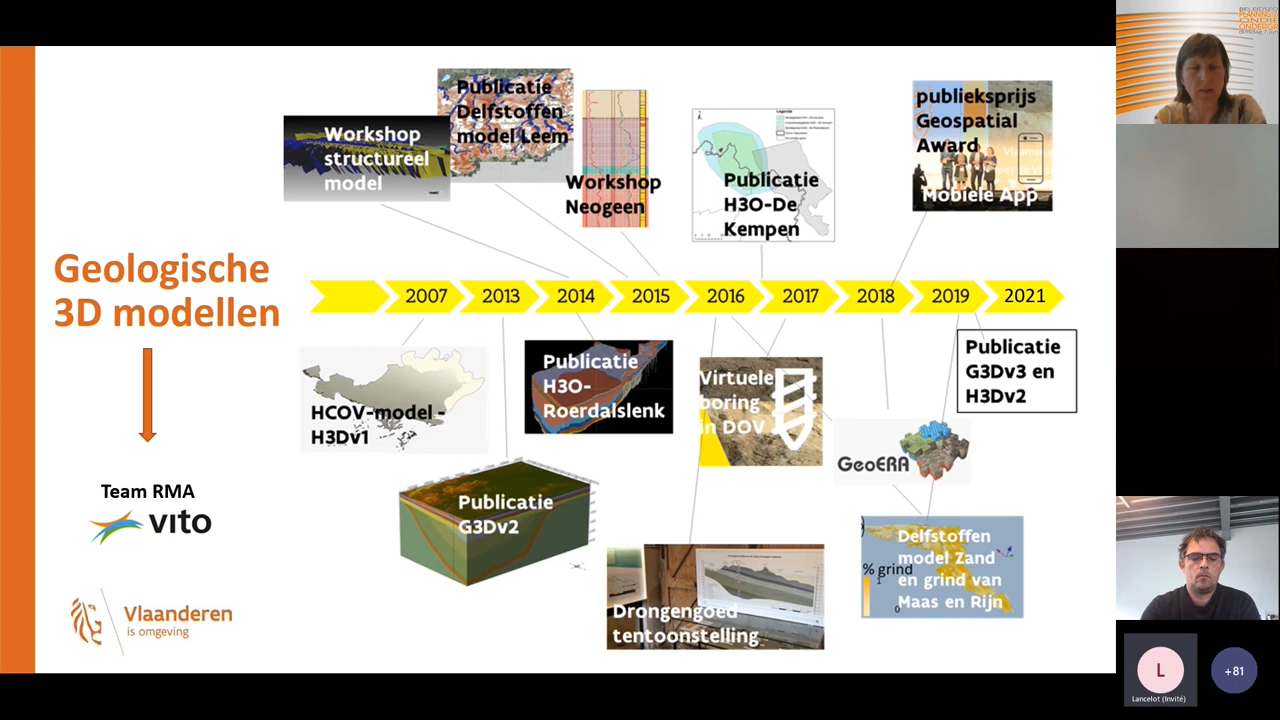 Geologische
3D modellen
Team RMA
vito
Vlaanderen
is omgeving
Workshop
structureel
model
Publicatie
Delfstoffen
model Leem
Workshop
Neogeen
Publicatie
H3O-De
Kempen
publieksprijs
Geospatial
Award
Mobiele App
2007
2013
2014
2015
2016
2017
2018
2019
2021
HCOV-model -
H3Dv1
Publicatie
G3Dv2
Publicatie
H3O-
Roerdalslenk
Virtuele
boring
in DOV
Drongengoed
tentoonstelling
GeoERA
Publicatie
G3Dv3 en
H3Dv2
Delfstoffen
model Zand
en grind van
Maas en Rijn
% grind
1
0
L
Lancelot (Invité)
+81